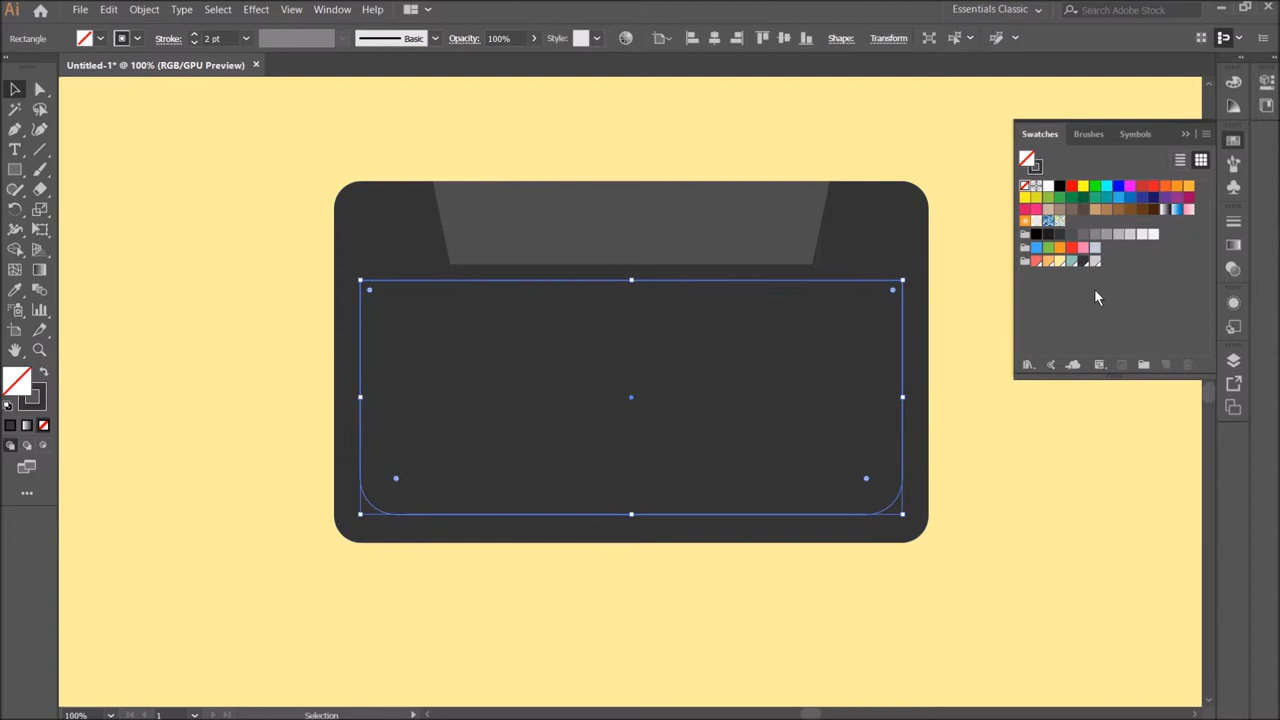 Ai File Edit Object Type Select Effect View Window Help Essentials Classic Search Adobe Stock
Rectangle Stroke: 2 pt Basic Opacity: 100% Style: Shape: Transform
Untitled-1* @ 100% (RGB/GPU Preview)
Swatches Brushes Symbols
100% 1 Selection